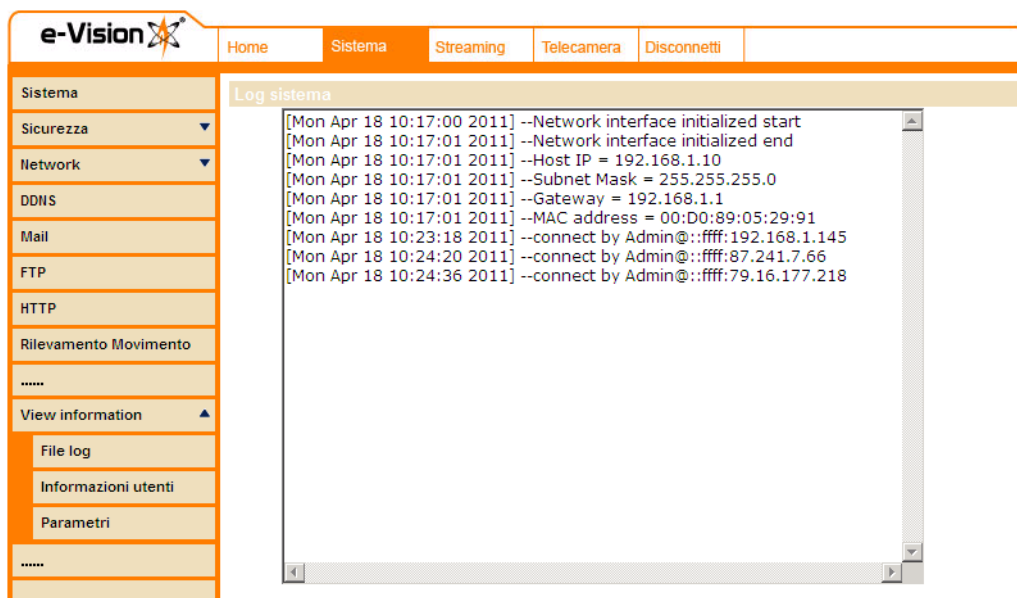 e-Vision
Home
Sistema
Streaming
Telecamera
Disconnetti
Sistema
Sicurezza
Network
DDNS
Mail
FTP
HTTP
Rilevamento Movimento
......
View information
File log
Informazioni utenti
Parametri
......
Log sistema
[Mon Apr 18 10:17:00 2011] --Network interface initialized start
[Mon Apr 18 10:17:01 2011] --Network interface initialized end
[Mon Apr 18 10:17:01 2011] --Host IP = 192.168.1.10
[Mon Apr 18 10:17:01 2011] --Subnet Mask = 255.255.255.0
[Mon Apr 18 10:17:01 2011] --Gateway = 192.168.1.1
[Mon Apr 18 10:17:01 2011] --MAC address = 00:D0:89:05:29:91
[Mon Apr 18 10:23:18 2011] --connect by Admin@::ffff:192.168.1.145
[Mon Apr 18 10:24:20 2011] --connect by Admin@::ffff:87.241.7.66
[Mon Apr 18 10:24:36 2011] --connect by Admin@::ffff:79.16.177.218